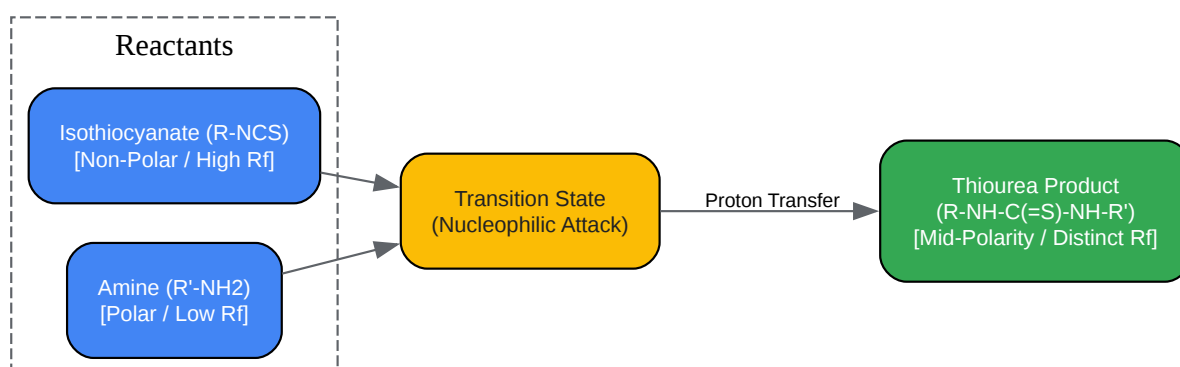 Reactants
Isothiocyanate (R-NCS)
[Non-Polar / High Rf]
Amine (R'-NH2)
[Polar / Low Rf]
Transition State
(Nucleophilic Attack)
Proton Transfer
Thiourea Product
(R-NH-C(=S)-NH-R')
[Mid-Polarity / Distinct Rf]